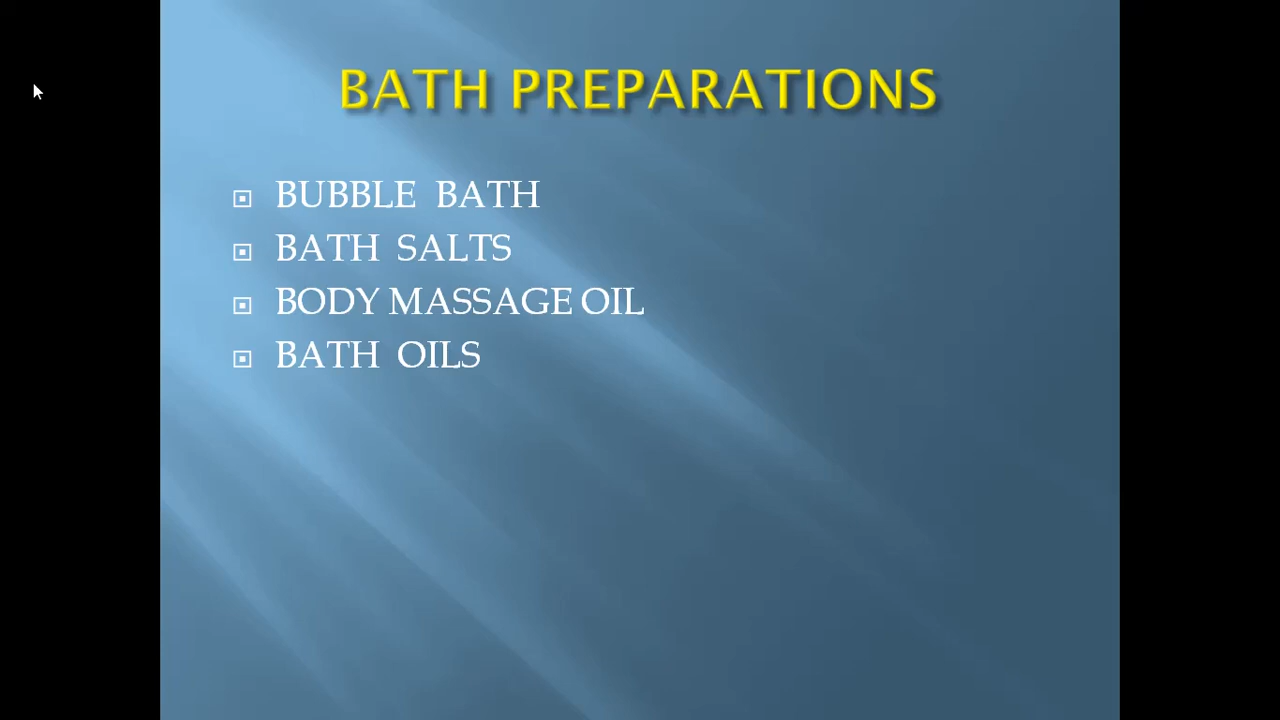 BATH PREPARATIONS
BUBBLE BATH
BATH SALTS
BODY MASSAGE OIL
BATH OILS